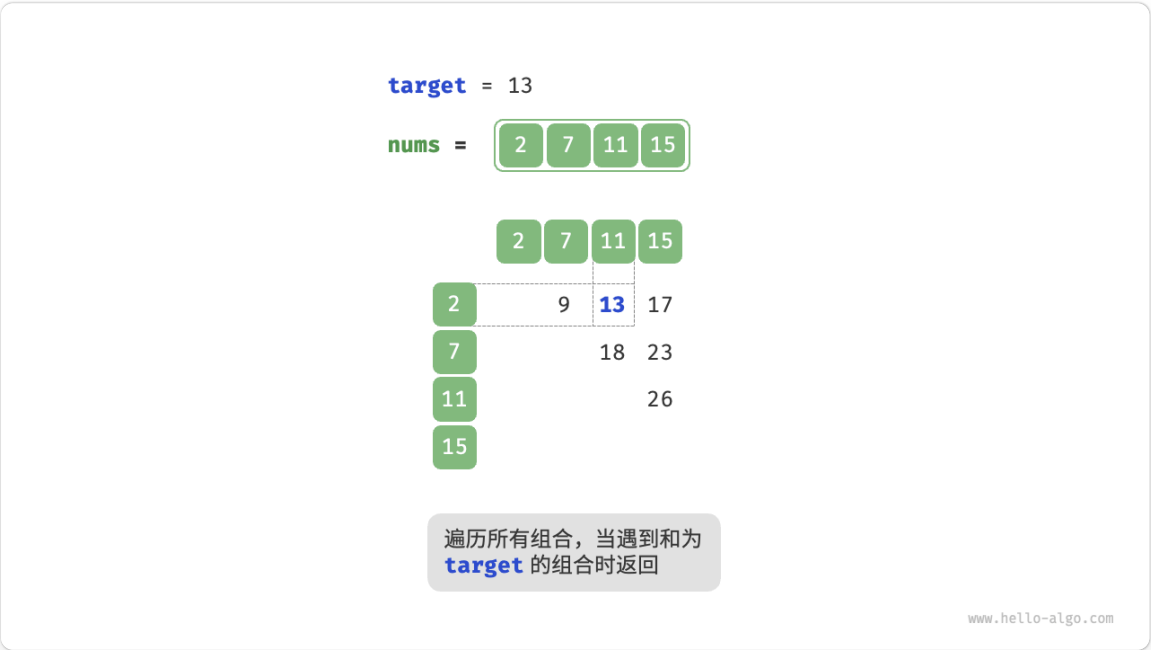 target = 13
nums = 2 7 11 15
2 7 11 15
2 9 13 17
7 18 23
11 26
15
遍历所有组合，当遇到和为
target 的组合时返回
www.hello-algo.com